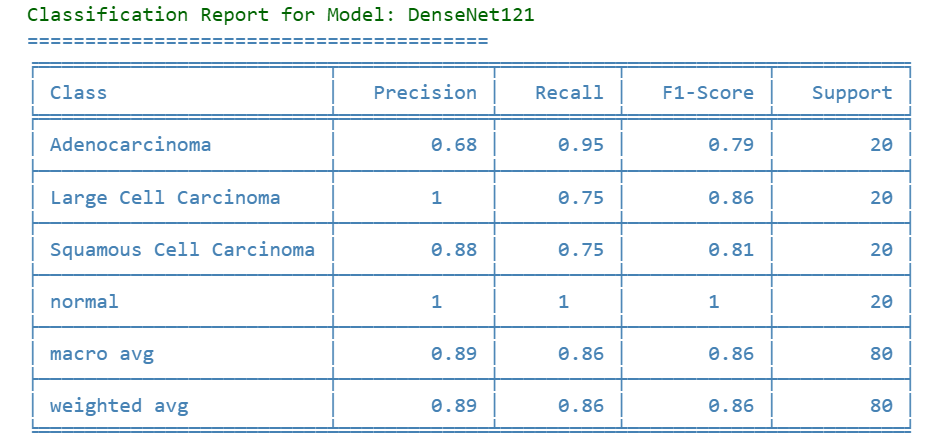 Classification Report for Model: DenseNet121
========================================
Class Precision Recall F1-Score Support
Adenocarcinoma 0.68 0.95 0.79 20
Large Cell Carcinoma 1 0.75 0.86 20
Squamous Cell Carcinoma 0.88 0.75 0.81 20
normal 1 1 1 20
macro avg 0.89 0.86 0.86 80
weighted avg 0.89 0.86 0.86 80